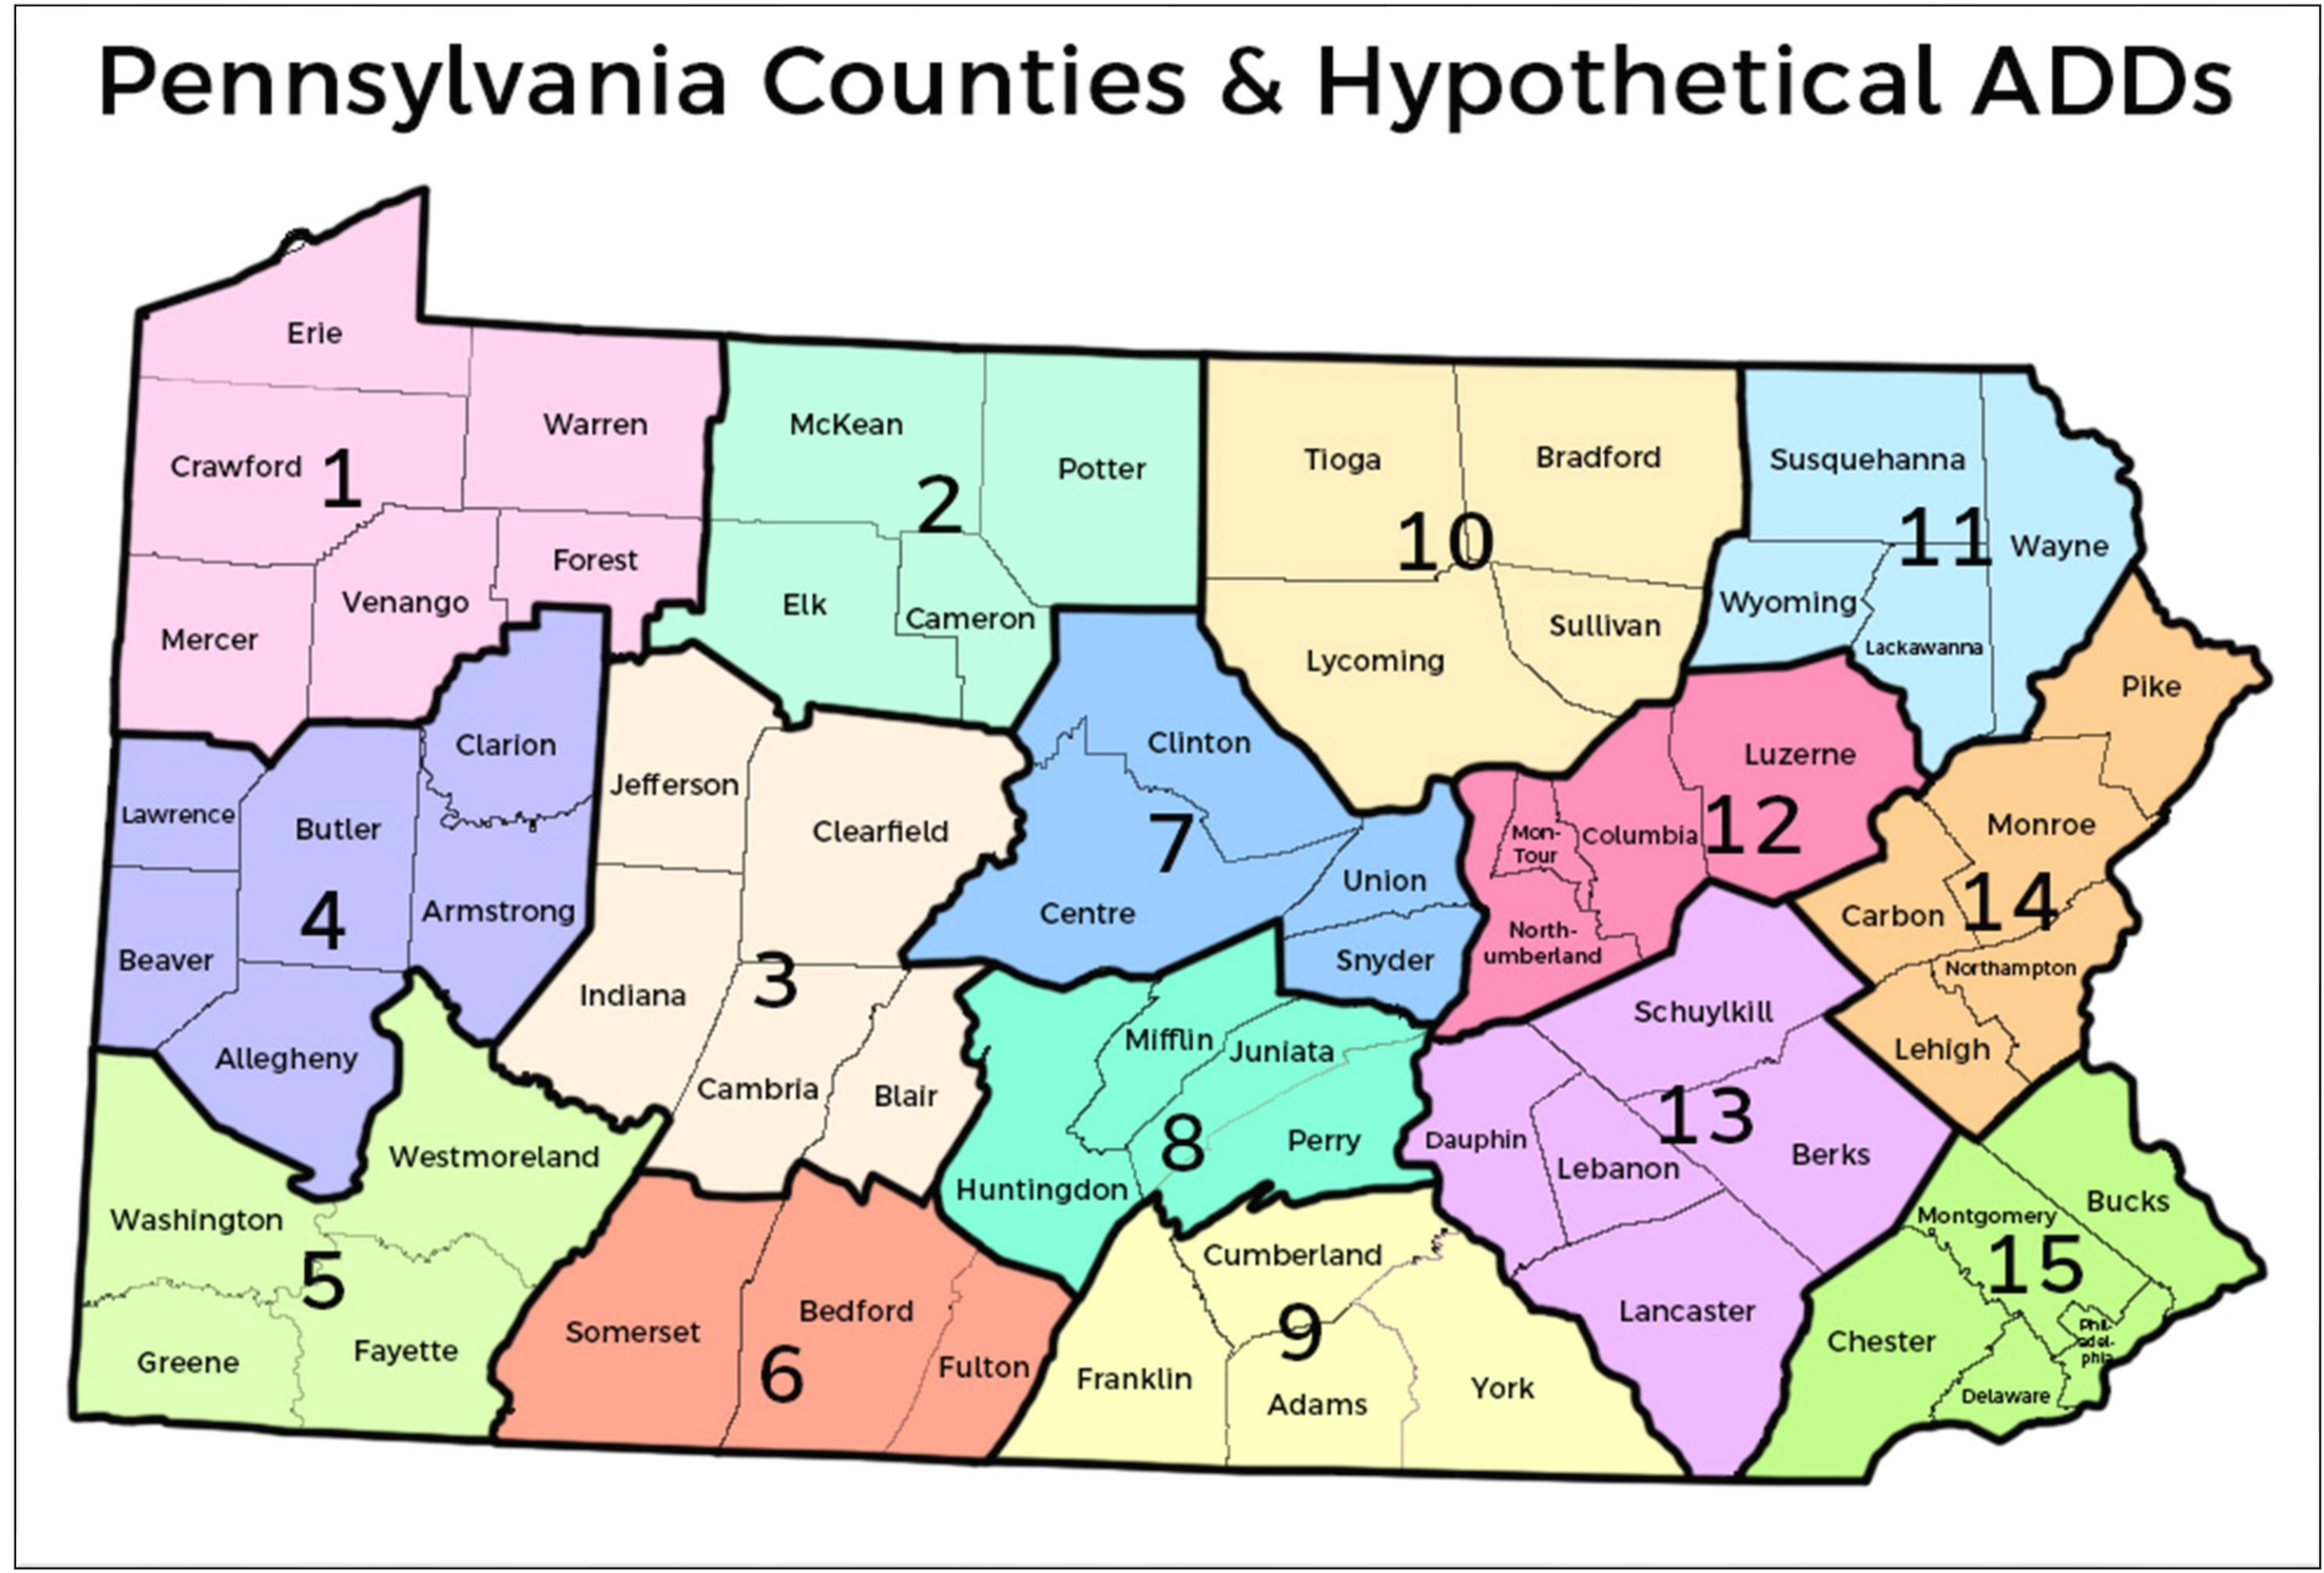 Pennsylvania Counties & Hypothetical ADDs
Erie
Warren
Crawford
1
Forest
Venango
Mercer
McKean
Potter
2
Elk
Cameron
Tioga
Bradford
10
Sullivan
Lycoming
Susquehanna
11
Wayne
Wyoming
Lackawanna
Pike
Clarion
Lawrence
Butler
4
Armstrong
Beaver
Allegheny
Jefferson
Clearfield
3
Indiana
Cambria
Blair
Clinton
7
Centre
Union
Snyder
Luzerne
12
Mon-
Tour
Columbia
North-
umberland
Monroe
14
Carbon
Northampton
Lehigh
Mifflin
Juniata
8
Perry
Huntingdon
Schuylkill
13
Dauphin
Lebanon
Berks
Lancaster
Westmoreland
Washington
5
Greene
Fayette
Somerset
Bedford
6
Fulton
Cumberland
9
Franklin
Adams
York
Bucks
Montgomery
15
Chester
Phil-
adel-
phia
Delaware